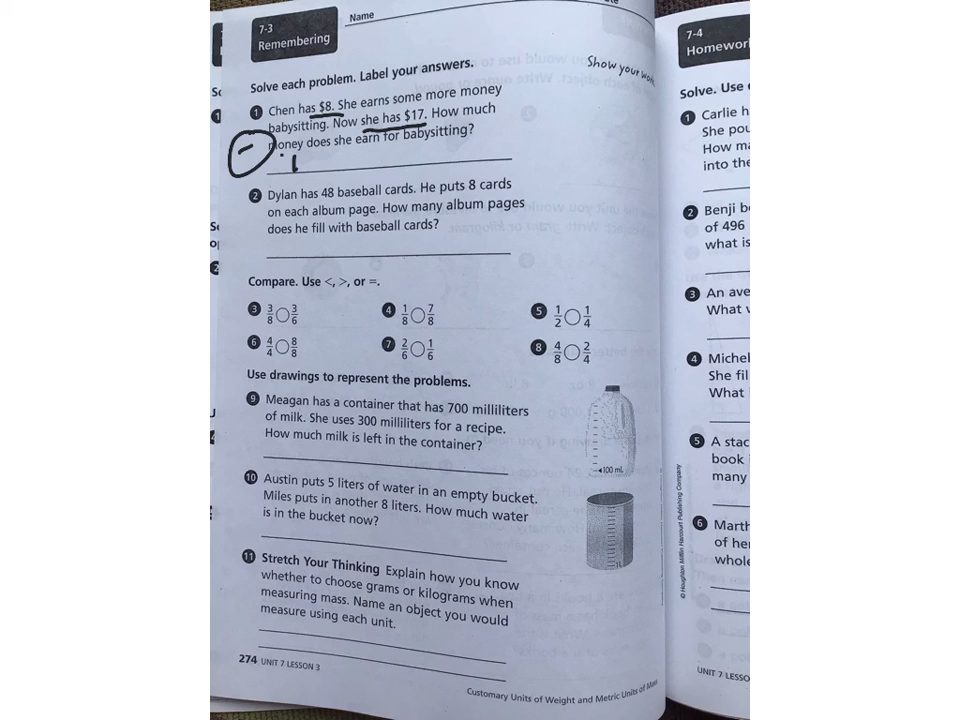 7-3
Remembering
Name
Show your work.
Solve each problem. Label your answers.
1 Chen has $8. She earns some more money
babysitting. Now she has $17. How much
money does she earn for babysitting?
2 Dylan has 48 baseball cards. He puts 8 cards
on each album page. How many album pages
does he fill with baseball cards?
Compare. Use <, >, or =.
3 3/8 ○ 3/6 4 1/8 ○ 7/8 5 1/2 ○ 1/4
6 4/4 ○ 8/8 7 2/6 ○ 1/6 8 4/8 ○ 2/4
Use drawings to represent the problems.
9 Meagan has a container that has 700 milliliters
of milk. She uses 300 milliliters for a recipe.
How much milk is left in the container?
100 mL
10 Austin puts 5 liters of water in an empty bucket.
Miles puts in another 8 liters. How much water
is in the bucket now?
1L
11 Stretch Your Thinking Explain how you know
whether to choose grams or kilograms when
measuring mass. Name an object you would
measure using each unit.
274 UNIT 7 LESSON 3
Customary Units of Weight and Metric Units of
© Houghton Mifflin Harcourt Publishing Company
7-4
Homework
Solve. Use
1 Carlie h
She pou
How ma
into the
2 Benji b
of 496
what is
3 An ave
What
4 Michel
She fil
What
5 A stac
book
many
6 Marth
of her
whole
UNIT 7 LESSO